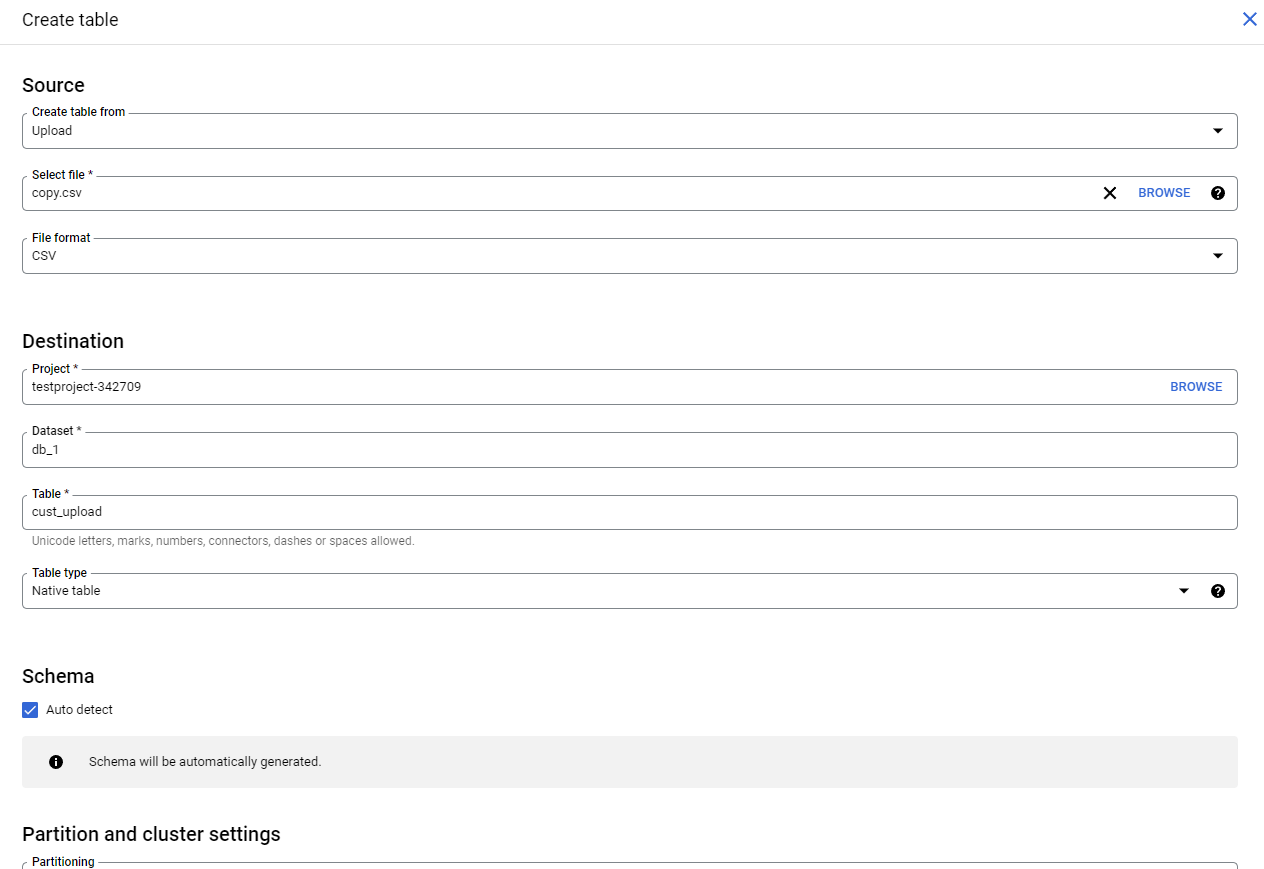 Create table
Source
Create table from
Upload
Select file *
copy.csv
BROWSE
File format
CSV
Destination
Project *
testproject-342709
BROWSE
Dataset *
db_1
Table *
cust_upload
Unicode letters, marks, numbers, connectors, dashes or spaces allowed.
Table type
Native table
Schema
Auto detect
Schema will be automatically generated.
Partition and cluster settings
Partitioning